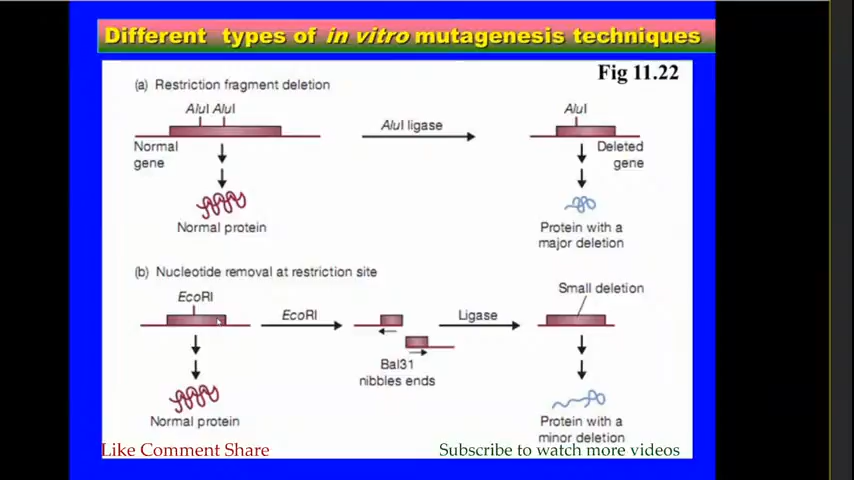 Different types of in vitro mutagenesis techniques
Fig 11.22
(a) Restriction fragment deletion
AluI AluI
AluI ligase
AluI
Normal
gene
Deleted
gene
Normal protein
Protein with a
major deletion
(b) Nucleotide removal at restriction site
EcoRI
EcoRI
Ligase
Small deletion
Bal31
nibbles ends
Normal protein
Protein with a
minor deletion
Like Comment Share
Subscribe to watch more videos